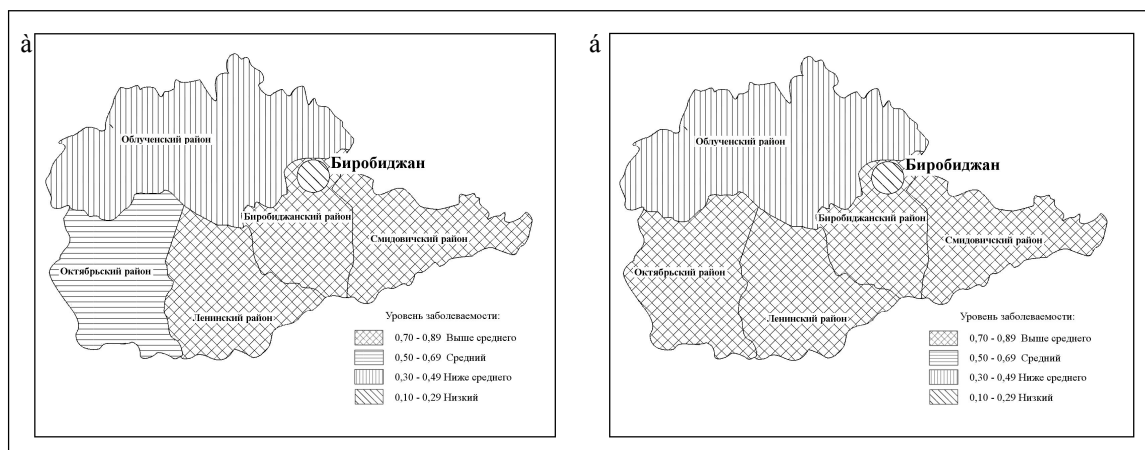 à
Облученский район
Биробиджан
Биробиджанский район
Смидовичский район
Октябрьский район
Ленинский район
Уровень заболеваемости:
0,70 - 0,89 Выше среднего
0,50 - 0,69 Средний
0,30 - 0,49 Ниже среднего
0,10 - 0,29 Низкий
á
Облученский район
Биробиджан
Биробиджанский район
Смидовичский район
Октябрьский район
Ленинский район
Уровень заболеваемости:
0,70 - 0,89 Выше среднего
0,50 - 0,69 Средний
0,30 - 0,49 Ниже среднего
0,10 - 0,29 Низкий